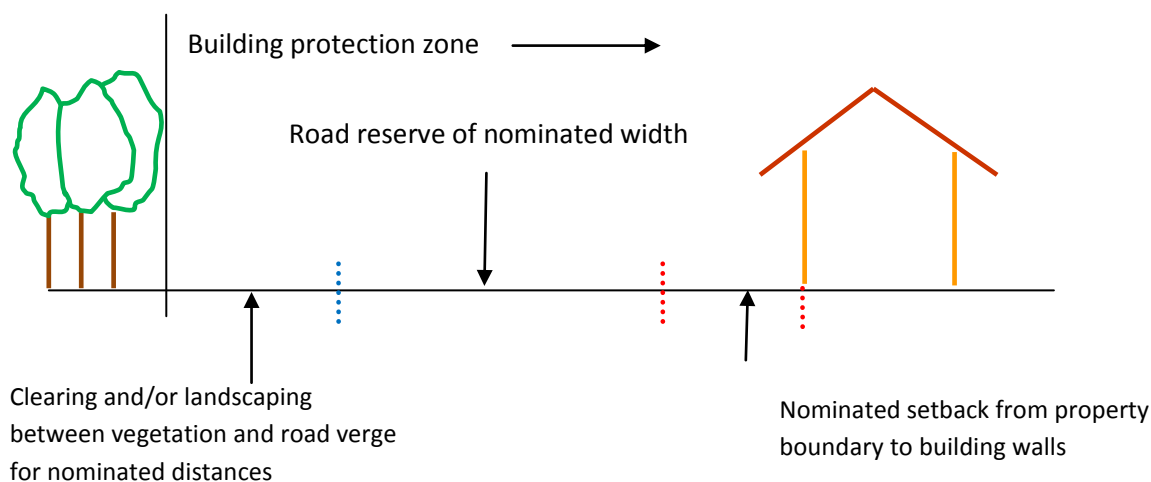 Building protection zone
Road reserve of nominated width
Clearing and/or landscaping
between vegetation and road verge
for nominated distances
Nominated setback from property
boundary to building walls